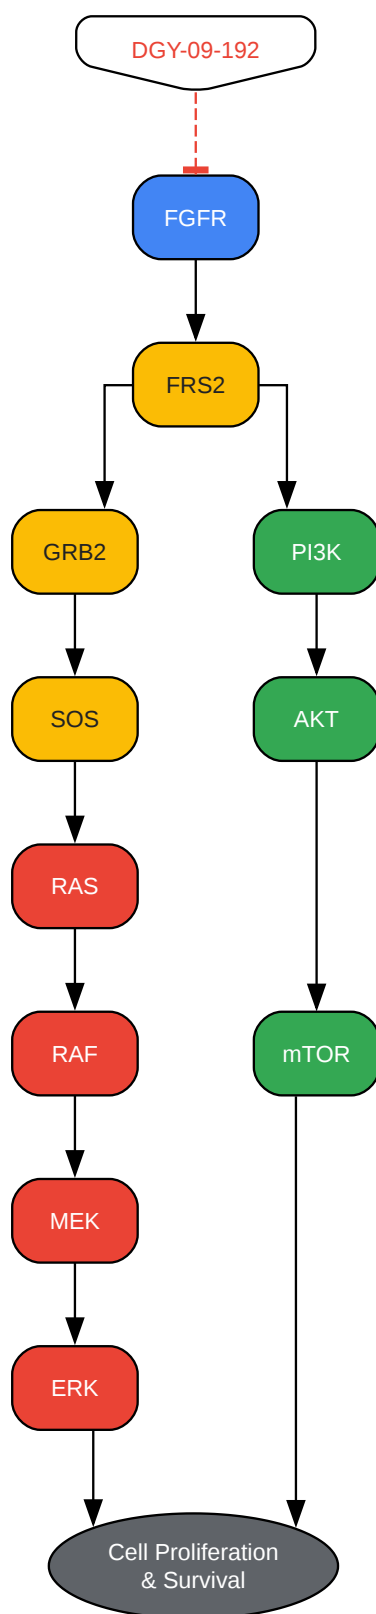 DGY-09-192
FGFR
FRS2
GRB2
PI3K
SOS
AKT
RAS
RAF
mTOR
MEK
ERK
Cell Proliferation
& Survival